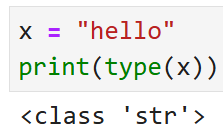 x = "hello"
print(type(x))
<class 'str'>